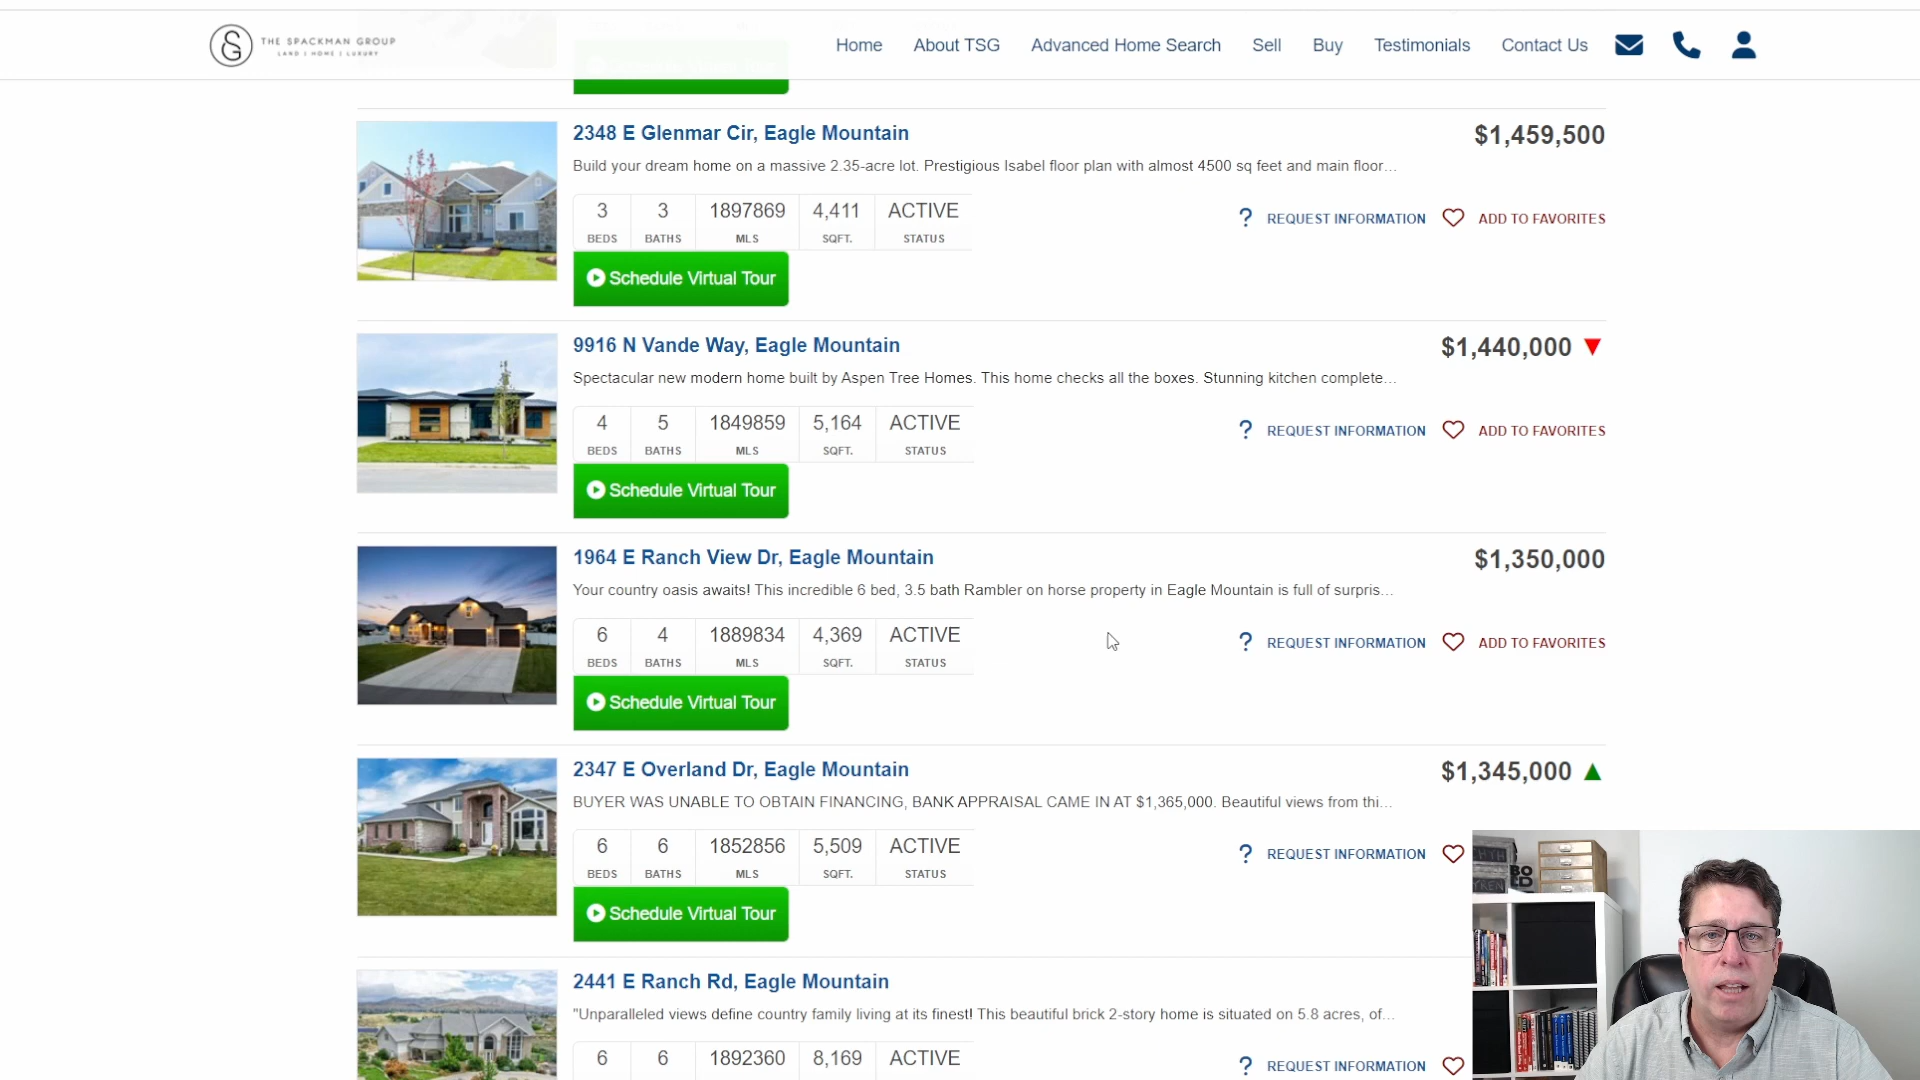 THE SPACKMAN GROUP
LAND | HOME | LUXURY
Home About TSG Advanced Home Search Sell Buy Testimonials Contact Us
2348 E Glenmar Cir, Eagle Mountain
$1,459,500
Build your dream home on a massive 2.35-acre lot. Prestigious Isabel floor plan with almost 4500 sq feet and main floor...
3 3 1897869 4,411 ACTIVE
BEDS BATHS MLS SQFT. STATUS
? REQUEST INFORMATION ADD TO FAVORITES
Schedule Virtual Tour
9916 N Vande Way, Eagle Mountain
$1,440,000
Spectacular new modern home built by Aspen Tree Homes. This home checks all the boxes. Stunning kitchen complete...
4 5 1849859 5,164 ACTIVE
BEDS BATHS MLS SQFT. STATUS
? REQUEST INFORMATION ADD TO FAVORITES
Schedule Virtual Tour
1964 E Ranch View Dr, Eagle Mountain
$1,350,000
Your country oasis awaits! This incredible 6 bed, 3.5 bath Rambler on horse property in Eagle Mountain is full of surpris...
6 4 1889834 4,369 ACTIVE
BEDS BATHS MLS SQFT. STATUS
? REQUEST INFORMATION ADD TO FAVORITES
Schedule Virtual Tour
2347 E Overland Dr, Eagle Mountain
$1,345,000
BUYER WAS UNABLE TO OBTAIN FINANCING, BANK APPRAISAL CAME IN AT $1,365,000. Beautiful views from thi...
6 6 1852856 5,509 ACTIVE
BEDS BATHS MLS SQFT. STATUS
? REQUEST INFORMATION
Schedule Virtual Tour
2441 E Ranch Rd, Eagle Mountain
"Unparalleled views define country family living at its finest! This beautiful brick 2-story home is situated on 5.8 acres, of...
6 6 1892360 8,169 ACTIVE
? REQUEST INFORMATION